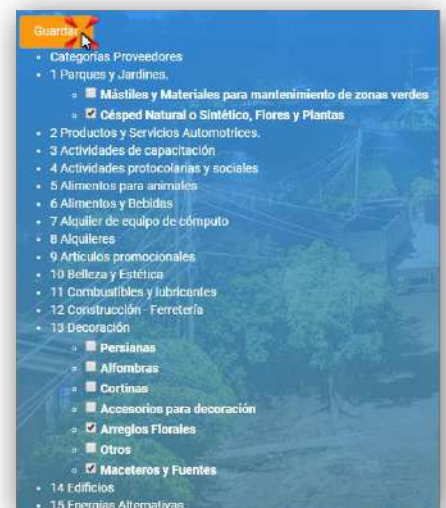 Guardar
Categorías Proveedores
1 Parques y Jardines.
Mástiles y Materiales para mantenimiento de zonas verdes
Césped Natural o Sintético, Flores y Plantas
2 Productos y Servicios Automotrices.
3 Actividades de capacitación
4 Actividades protocolarias y sociales
5 Alimentos para animales
6 Alimentos y Bebidas
7 Alquiler de equipo de cómputo
8 Alquileres
9 Artículos promocionales
10 Belleza y Estética
11 Combustibles y lubricantes
12 Construcción - Ferretería
13 Decoración
Persianas
Alfombras
Cortinas
Accesorios para decoración
Arreglos Florales
Otros
Maceteros y Fuentes
14 Edificios
15 Energías Alternativas